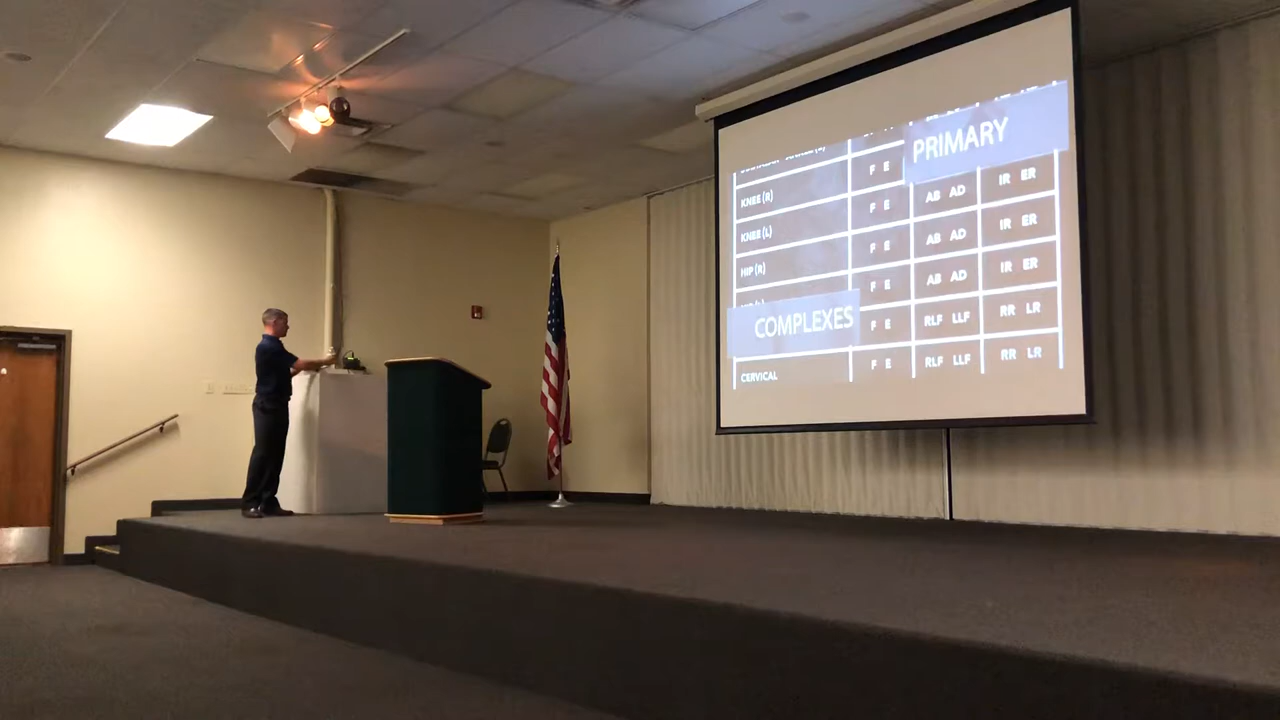 PRIMARY
F E
KNEE (R) F E AB AD IR ER
KNEE (L) F E AB AD IR ER
HIP (R) F E AB AD IR ER
COMPLEXES F E RLF LLF RR LR
CERVICAL F E RLF LLF RR LR